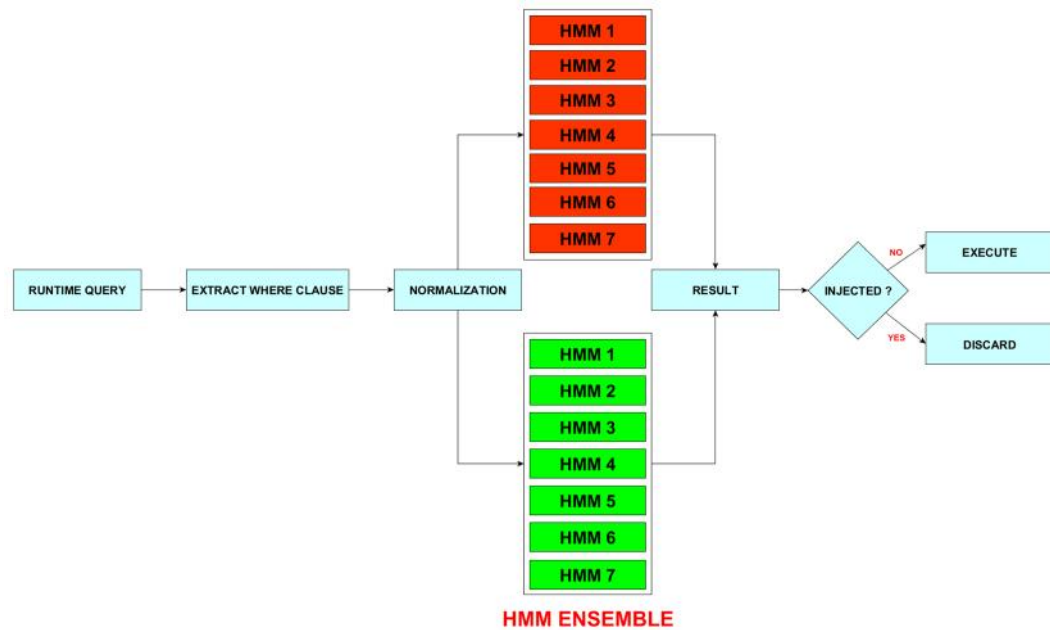 HMM 1
HMM 2
HMM 3
HMM 4
HMM 5
HMM 6
HMM 7
RUNTIME QUERY
EXTRACT WHERE CLAUSE
NORMALIZATION
RESULT
INJECTED ?
NO
EXECUTE
YES
DISCARD
HMM 1
HMM 2
HMM 3
HMM 4
HMM 5
HMM 6
HMM 7
HMM ENSEMBLE